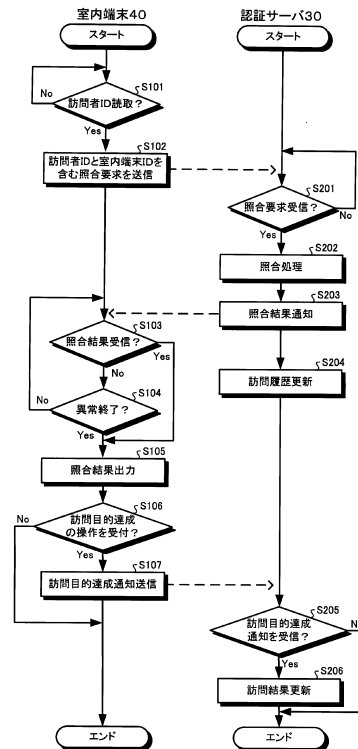 室内端末40
スタート
S101
訪問者ID読取？
No
Yes
S102
訪問者IDと室内端末IDを
含む照合要求を送信
S103
照合結果受信？
Yes
No
S104
異常終了？
No
Yes
S105
照合結果出力
S106
訪問目的達成
の操作を受付？
No
Yes
S107
訪問目的達成通知送信
エンド
認証サーバ30
スタート
S201
照合要求受信？
No
Yes
S202
照合処理
S203
照合結果通知
S204
訪問履歴更新
S205
訪問目的達成
通知を受信？
Yes
S206
訪問結果更新
エンド